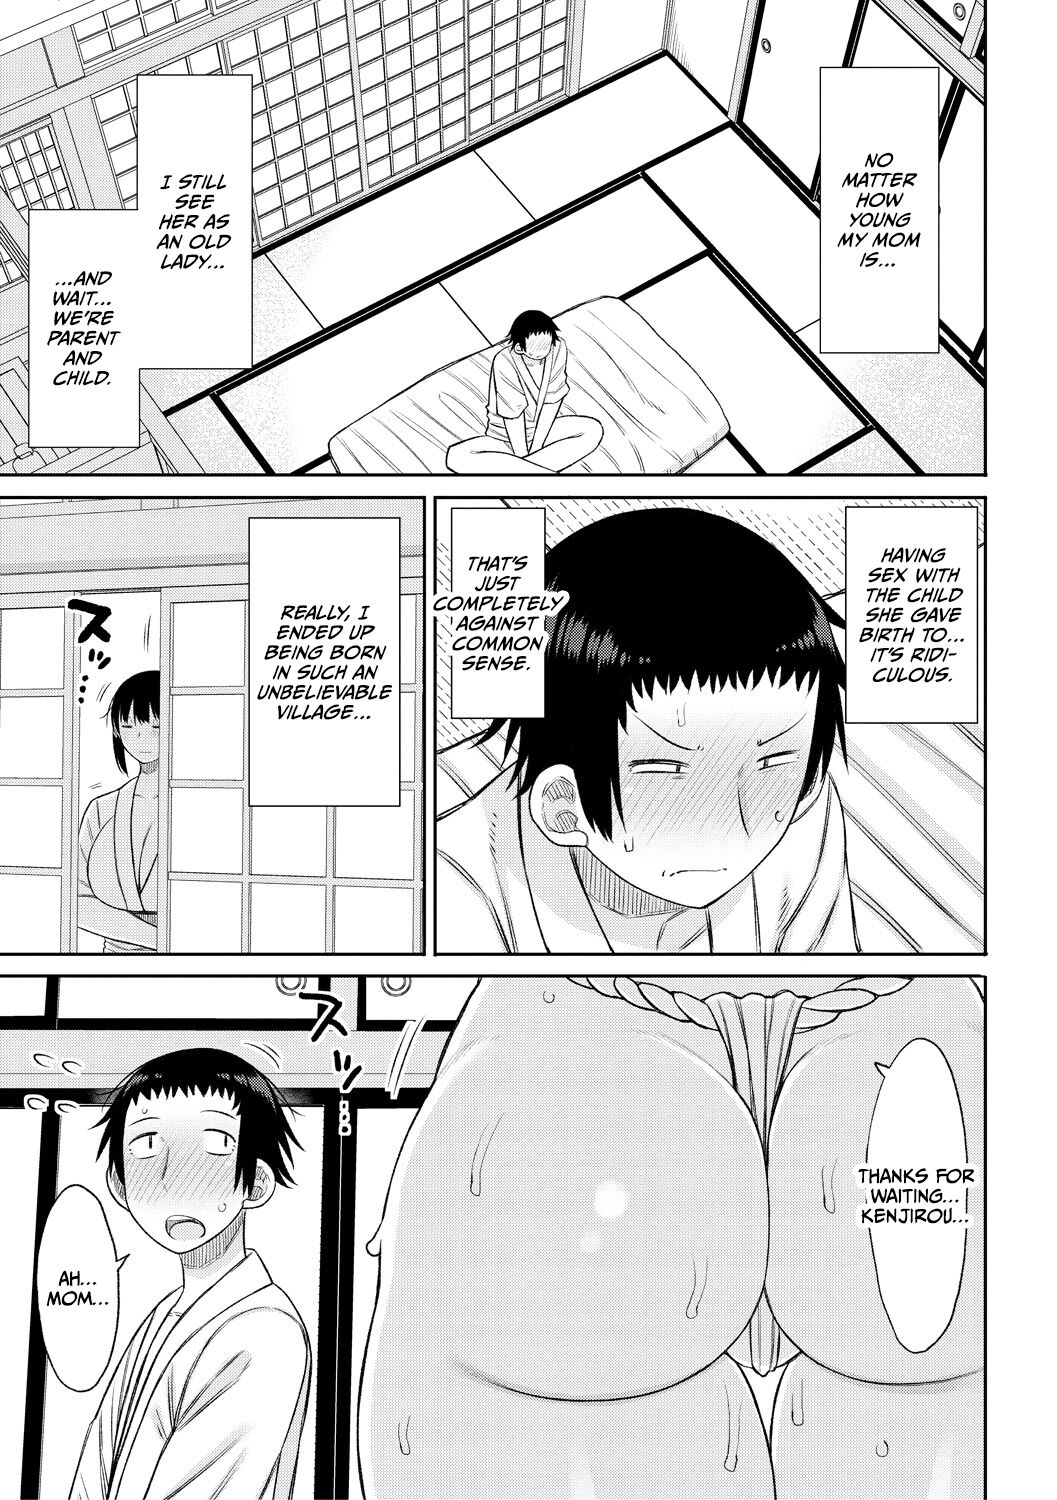 NO
MATTER
HOW
YOUNG
MY MOM
IS...
I STILL
SEE
HER AS
AN OLD
LADY...
...AND
WAIT...
WE'RE
PARENT
AND
CHILD.
HAVING
SEX WITH
THE CHILD
SHE GAVE
BIRTH TO...
IT'S RIDI-
CULOUS.
THAT'S
JUST
COMPLETELY
AGAINST
COMMON
SENSE.
REALLY, I
ENDED UP
BEING BORN
IN SUCH AN
UNBELIEVABLE
VILLAGE...
スッ...
THANKS FOR
WAITING...
KENJIROU...
スッ...
AH...
MOM...